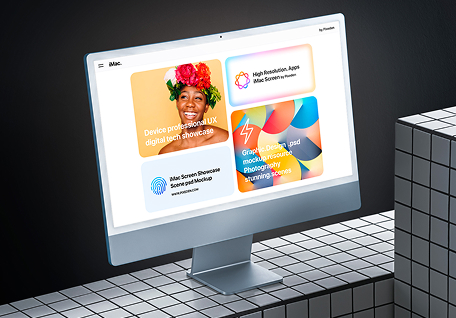 iMac.
by Pixeden
Device professional UX
digital tech showcase
High Resolution. Apps
iMac Screen by Pixeden
Graphic Design .psd
mockup resource
Photography
stunning scenes
iMac Screen Showcase
Scene psd Mockup
WWW.PIXEDEN.COM